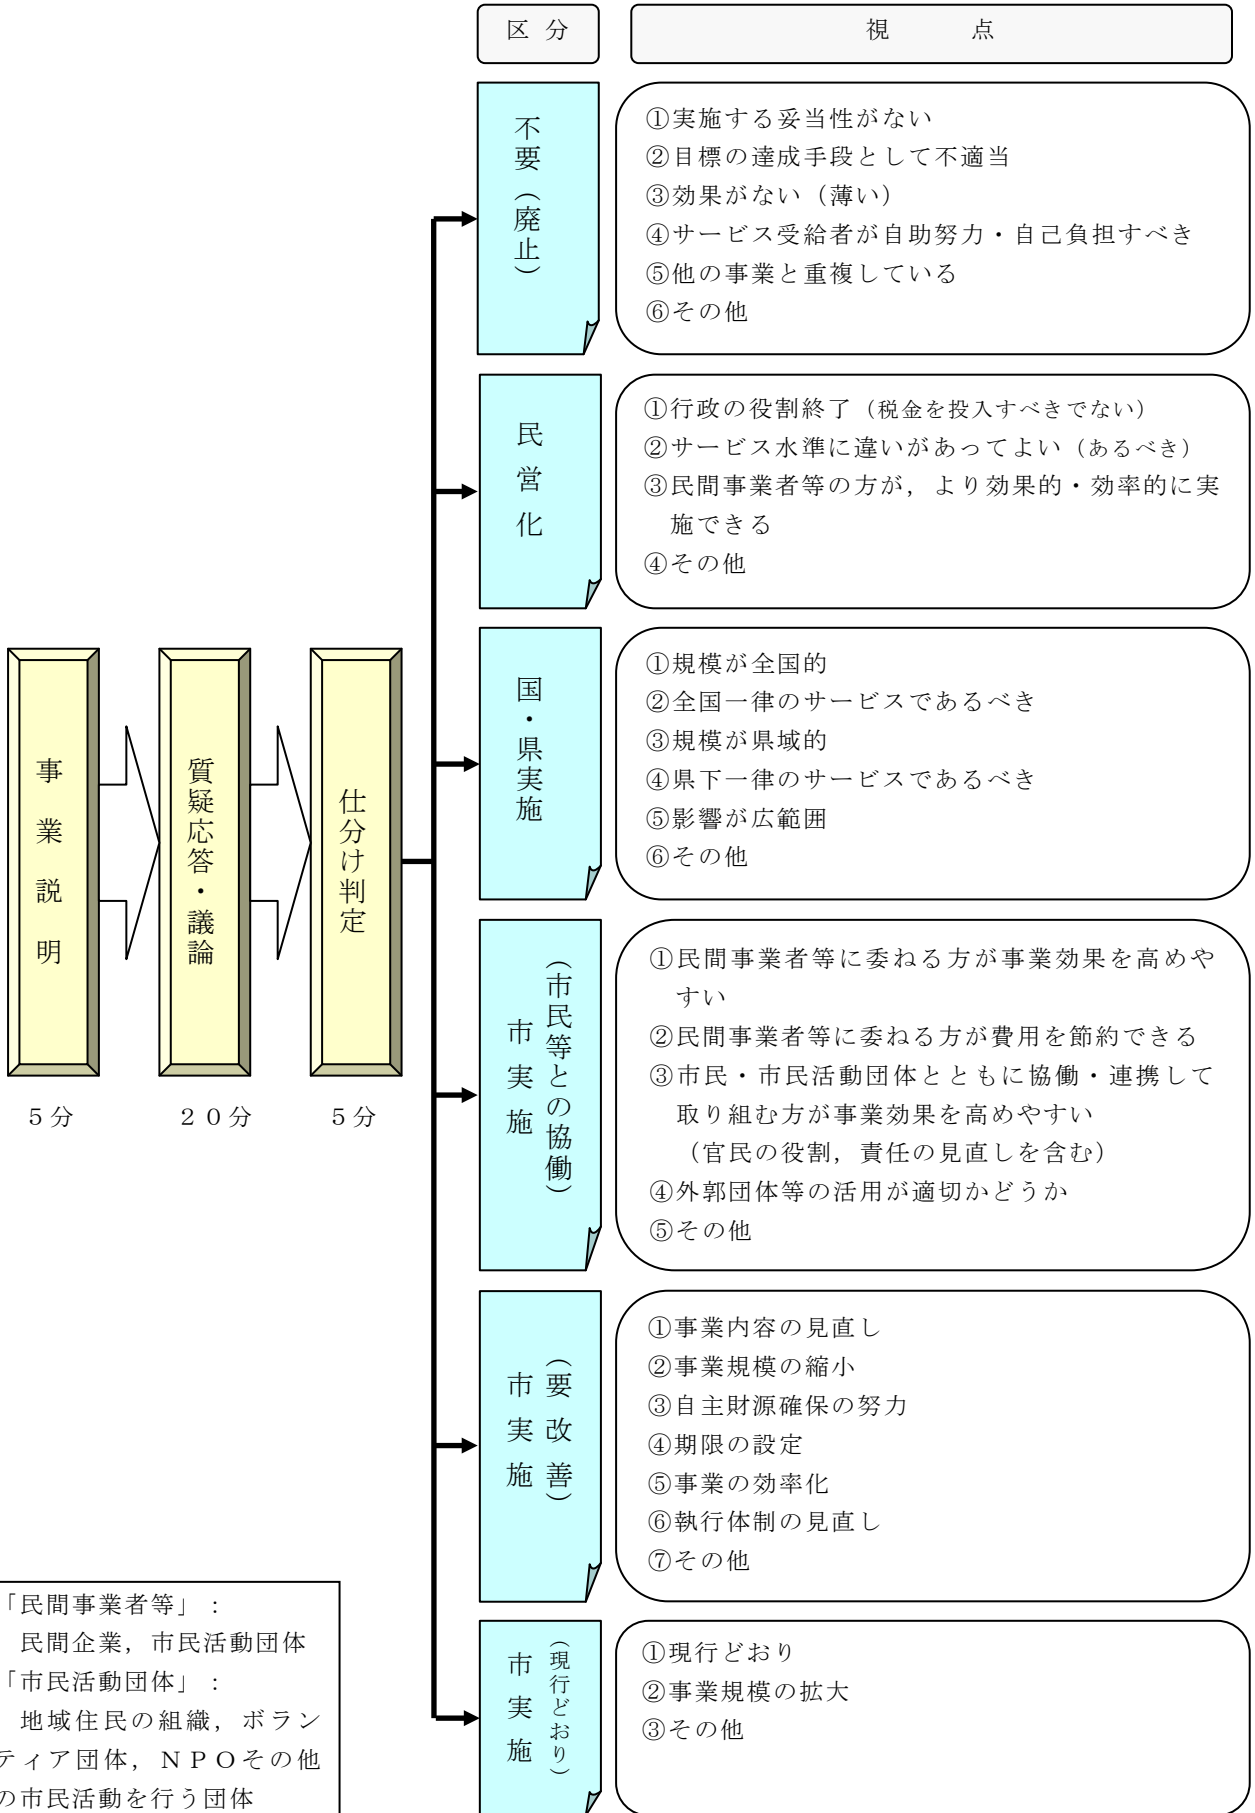 区 分
視 点
不要（廃止）
①実施する妥当性がない
②目標の達成手段として不適当
③効果がない（薄い）
④サービス受給者が自助努力・自己負担すべき
⑤他の事業と重複している
⑥その他
民営化
①行政の役割終了（税金を投入すべきでない）
②サービス水準に違いがあってよい（あるべき）
③民間事業者等の方が，より効果的・効率的に実
施できる
④その他
国・県実施
①規模が全国的
②全国一律のサービスであるべき
③規模が県域的
④県下一律のサービスであるべき
⑤影響が広範囲
⑥その他
事業説明
質疑応答・議論
仕分け判定
５分
２０分
５分
市実施
（市民等との協働）
①民間事業者等に委ねる方が事業効果を高めや
すい
②民間事業者等に委ねる方が費用を節約できる
③市民・市民活動団体とともに協働・連携して
取り組む方が事業効果を高めやすい
（官民の役割，責任の見直しを含む）
④外郭団体等の活用が適切かどうか
⑤その他
市実施
（要改善）
①事業内容の見直し
②事業規模の縮小
③自主財源確保の努力
④期限の設定
⑤事業の効率化
⑥執行体制の見直し
⑦その他
市実施
（現行どおり）
①現行どおり
②事業規模の拡大
③その他
「民間事業者等」：
民間企業，市民活動団体
「市民活動団体」：
地域住民の組織，ボラン
ティア団体，ＮＰＯその他
の市民活動を行う団体